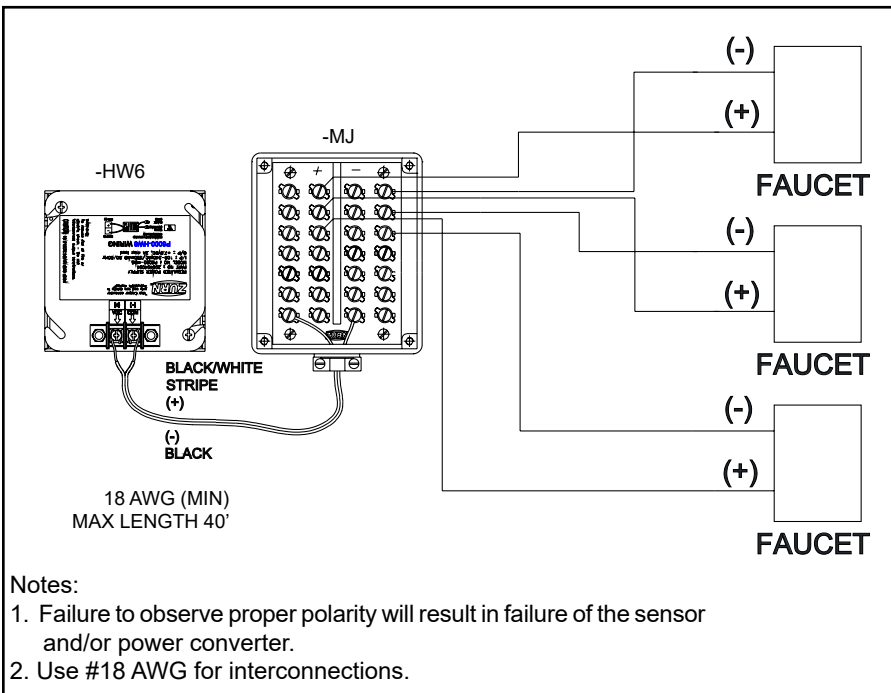 (-)
(+)
FAUCET
-MJ
-HW6
+ −
(-)
(+)
FAUCET
ZURN
BLACK/WHITE
STRIPE
(+)
(-)
BLACK
(-)
(+)
FAUCET
18 AWG (MIN)
MAX LENGTH 40’
Notes:
1. Failure to observe proper polarity will result in failure of the sensor
and/or power converter.
2. Use #18 AWG for interconnections.